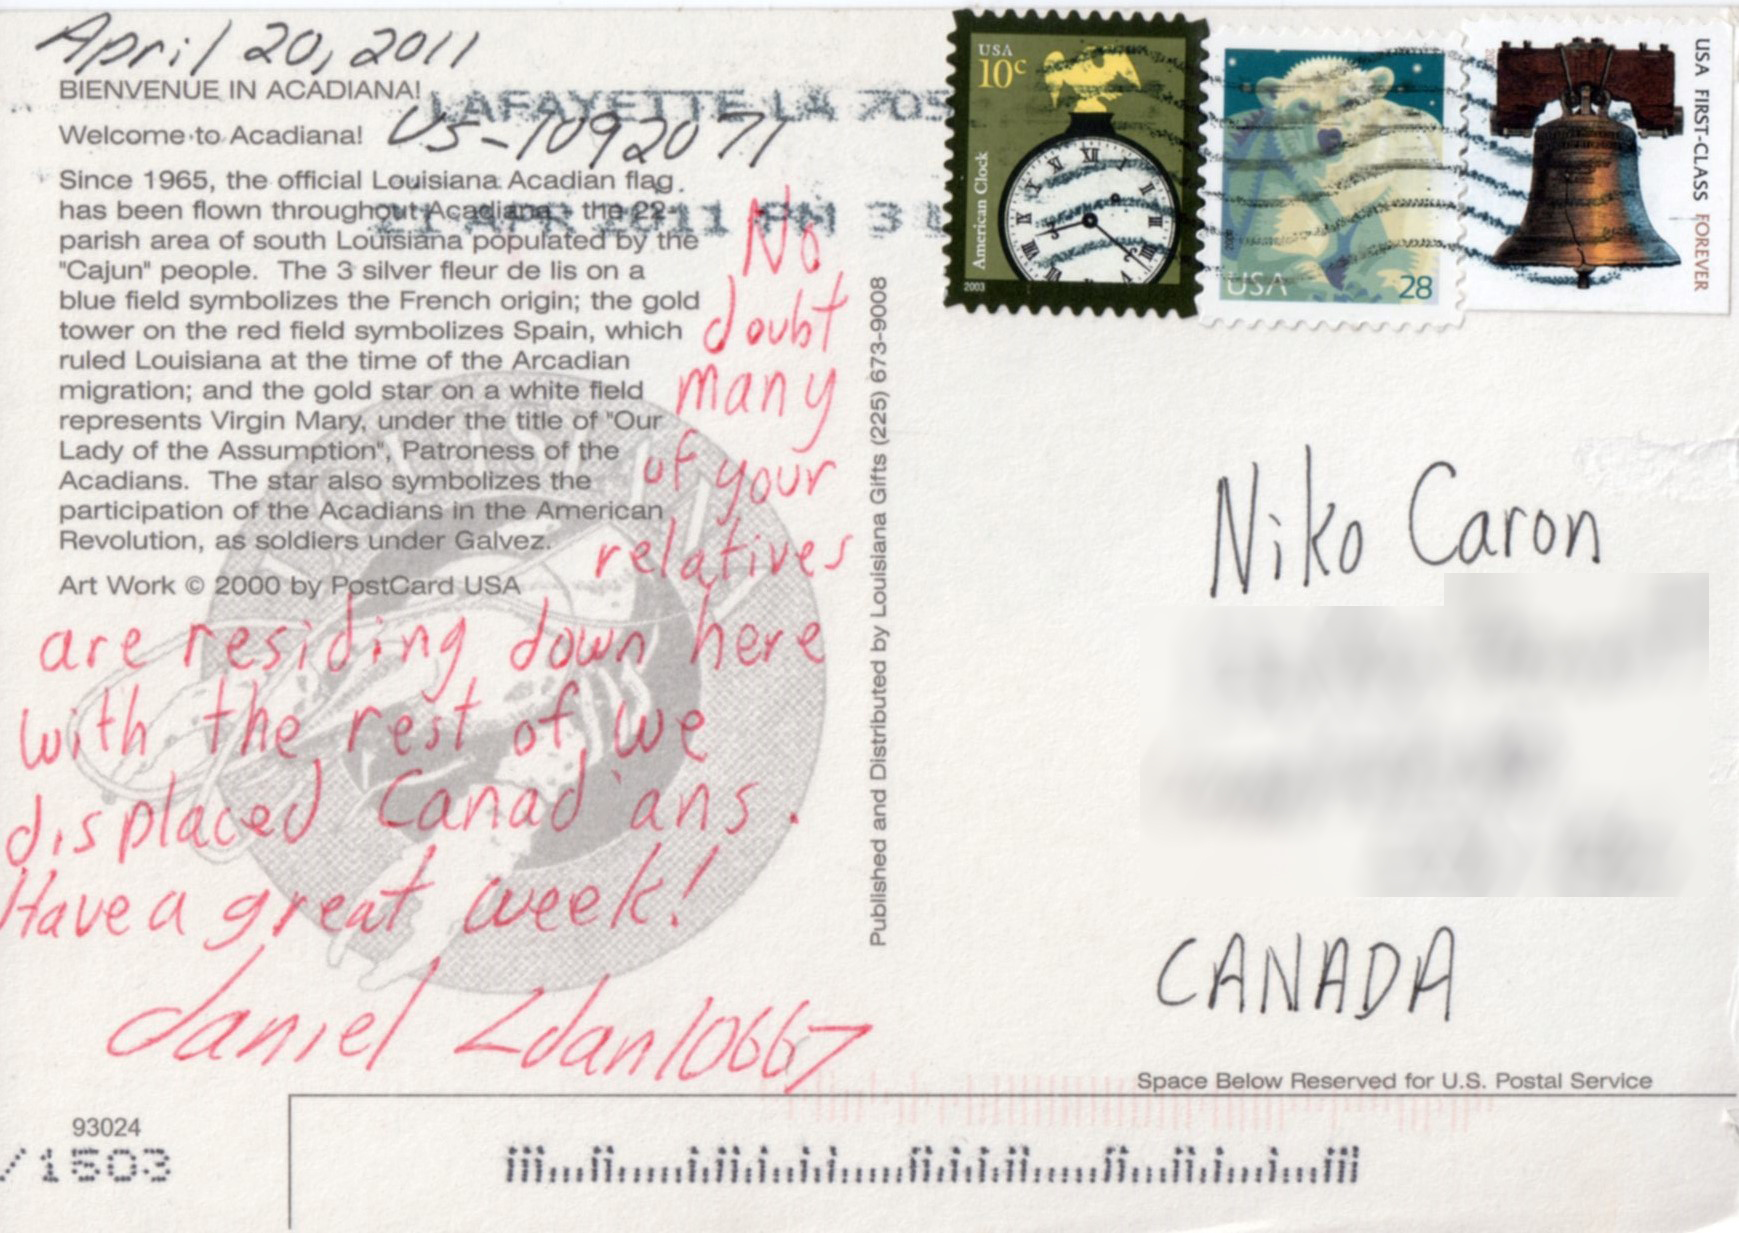 April 20, 2011
BIENVENUE IN ACADIANA!
Welcome to Acadiana!
US-1092071
LAFAYETTE LA 705
21 APR 2011 PM 3 L
Since 1965, the official Louisiana Acadian flag
has been flown throughout Acadiana, the 22-
parish area of south Louisiana populated by the
"Cajun" people. The 3 silver fleur de lis on a
blue field symbolizes the French origin; the gold
tower on the red field symbolizes Spain, which
ruled Louisiana at the time of the Arcadian
migration; and the gold star on a white field
represents Virgin Mary, under the title of "Our
Lady of the Assumption", Patroness of the
Acadians. The star also symbolizes the
participation of the Acadians in the American
Revolution, as soldiers under Galvez.
Art Work © 2000 by PostCard USA
LOUISIANA
No
doubt
many
of your
relatives
are residing down here
with the rest of we
displaced Canadians.
Have a great week!
daniel Ldan10667
93024
/1503
Published and Distributed by Louisiana Gifts (225) 673-9008
USA
10c
American Clock
2003
USA
28
USA FIRST-CLASS FOREVER
Niko Caron
CANADA
Space Below Reserved for U.S. Postal Service